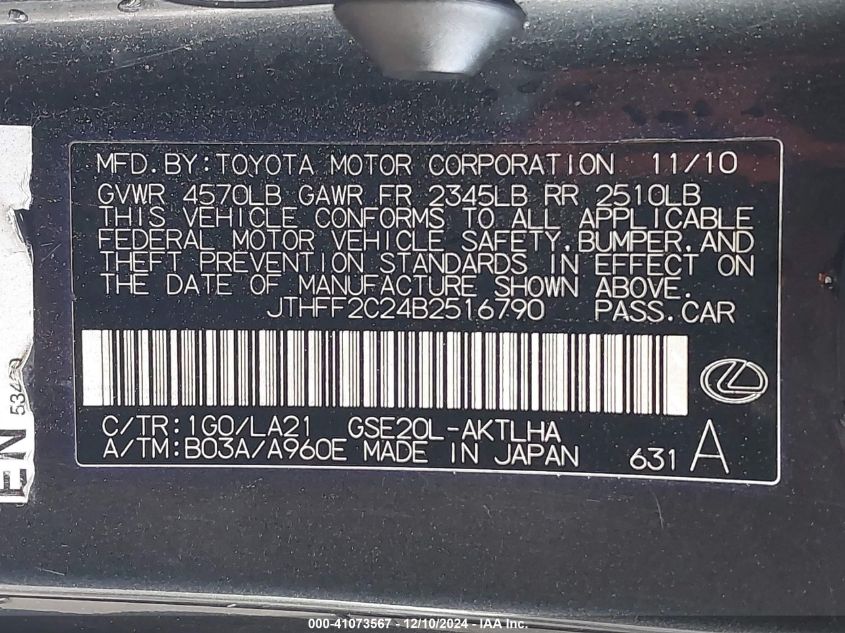 MFD.BY:TOYOTA MOTOR CORPORATION 11/10
GVWR 4570LB GAWR FR 2345LB RR 2510LB
THIS VEHICLE CONFORMS TO ALL APPLICABLE
FEDERAL MOTOR VEHICLE SAFETY,BUMPER,AND
THEFT PREVENTION STANDARDS IN EFFECT ON
THE DATE OF MANUFACTURE SHOWN ABOVE.
JTHFF2C24B2516790 PASS.CAR
C/TR:1G0/LA21 GSE20L-AKTLHA
A/TM:B03A/A960E MADE IN JAPAN 631 A
EN
000-41073567 - 12/10/2024 - IAA Inc.